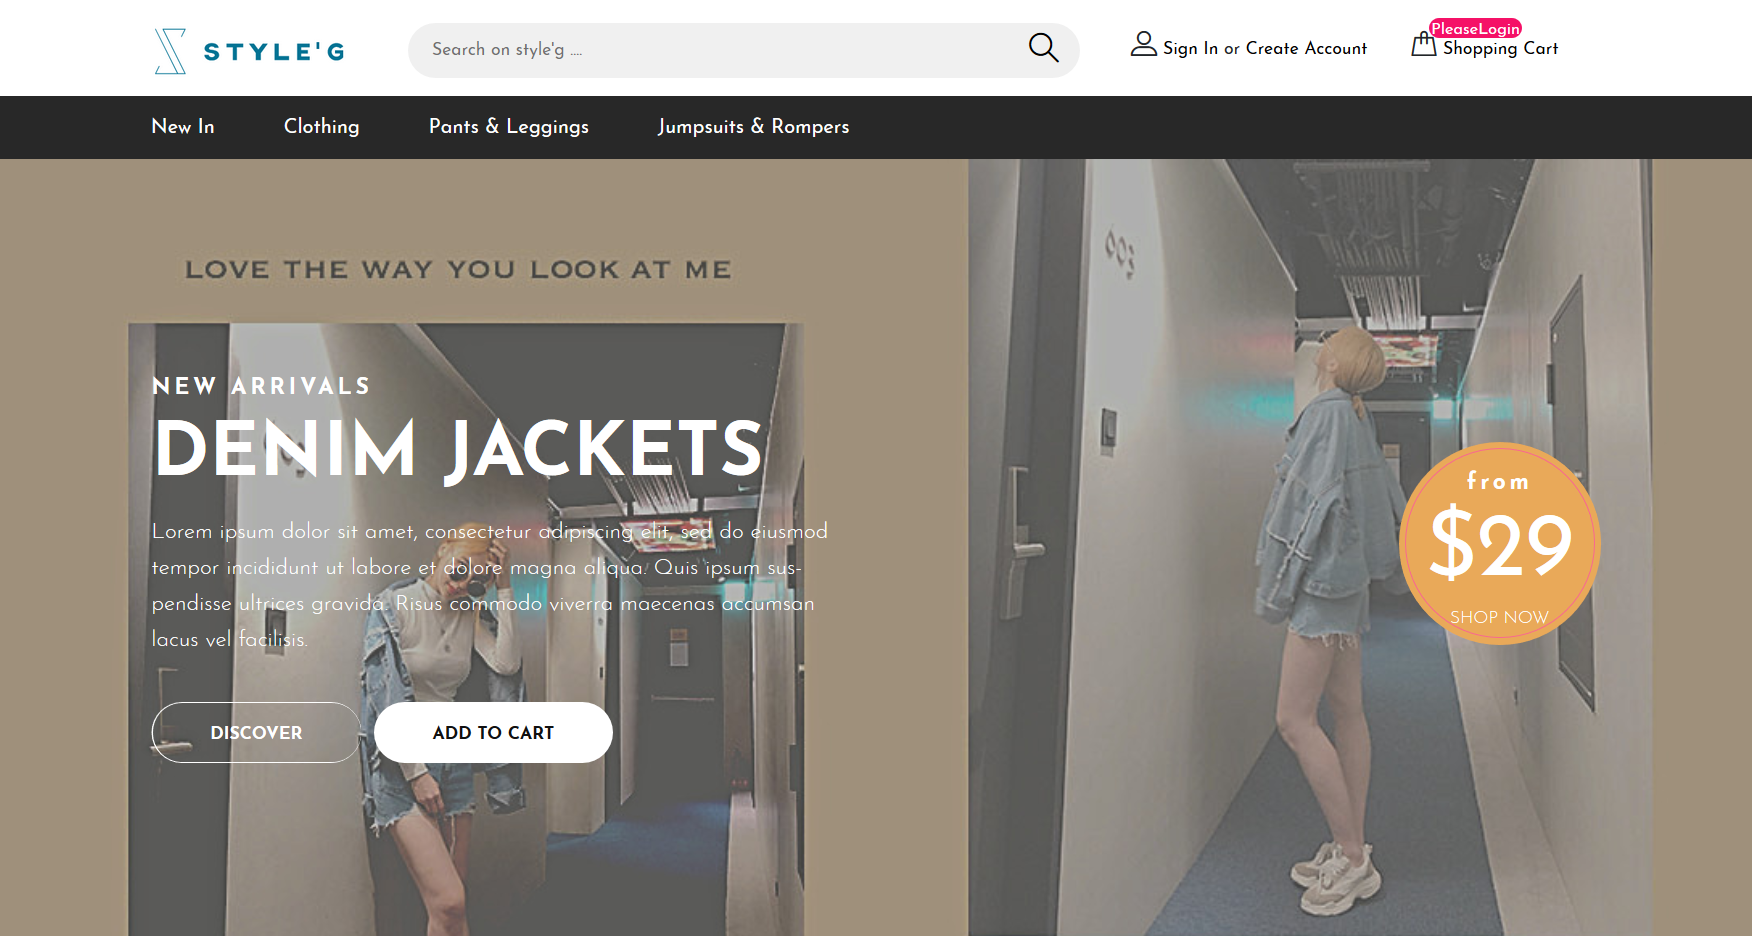 STYLE'G
Search on style'g ....
Sign In or Create Account
PleaseLogin
Shopping Cart
New In
Clothing
Pants & Leggings
Jumpsuits & Rompers
LOVE THE WAY YOU LOOK AT ME
NEW ARRIVALS
DENIM JACKETS
Lorem ipsum dolor sit amet, consectetur adipiscing elit, sed do eiusmod
tempor incididunt ut labore et dolore magna aliqua. Quis ipsum sus-
pendisse ultrices gravida. Risus commodo viverra maecenas accumsan
lacus vel facilisis.
DISCOVER
ADD TO CART
003
from
$29
SHOP NOW